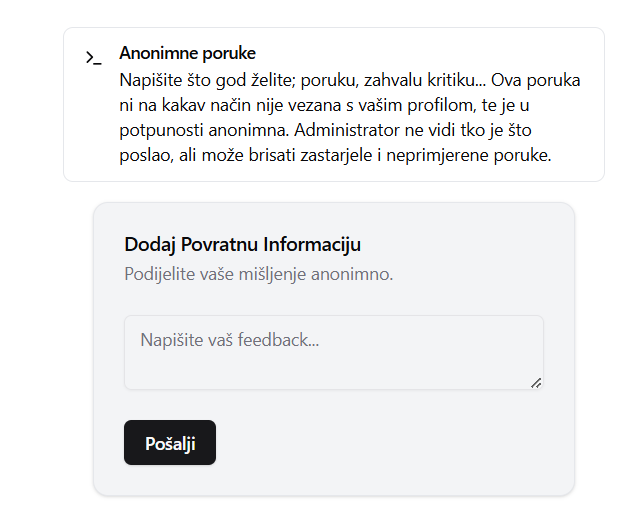 Anonimne poruke
Napišite što god želite; poruku, zahvalu kritiku... Ova poruka
ni na kakav način nije vezana s vašim profilom, te je u
potpunosti anonimna. Administrator ne vidi tko je što
poslao, ali može brisati zastarjele i neprimjerene poruke.
Dodaj Povratnu Informaciju
Podijelite vaše mišljenje anonimno.
Napišite vaš feedback...
Pošalji